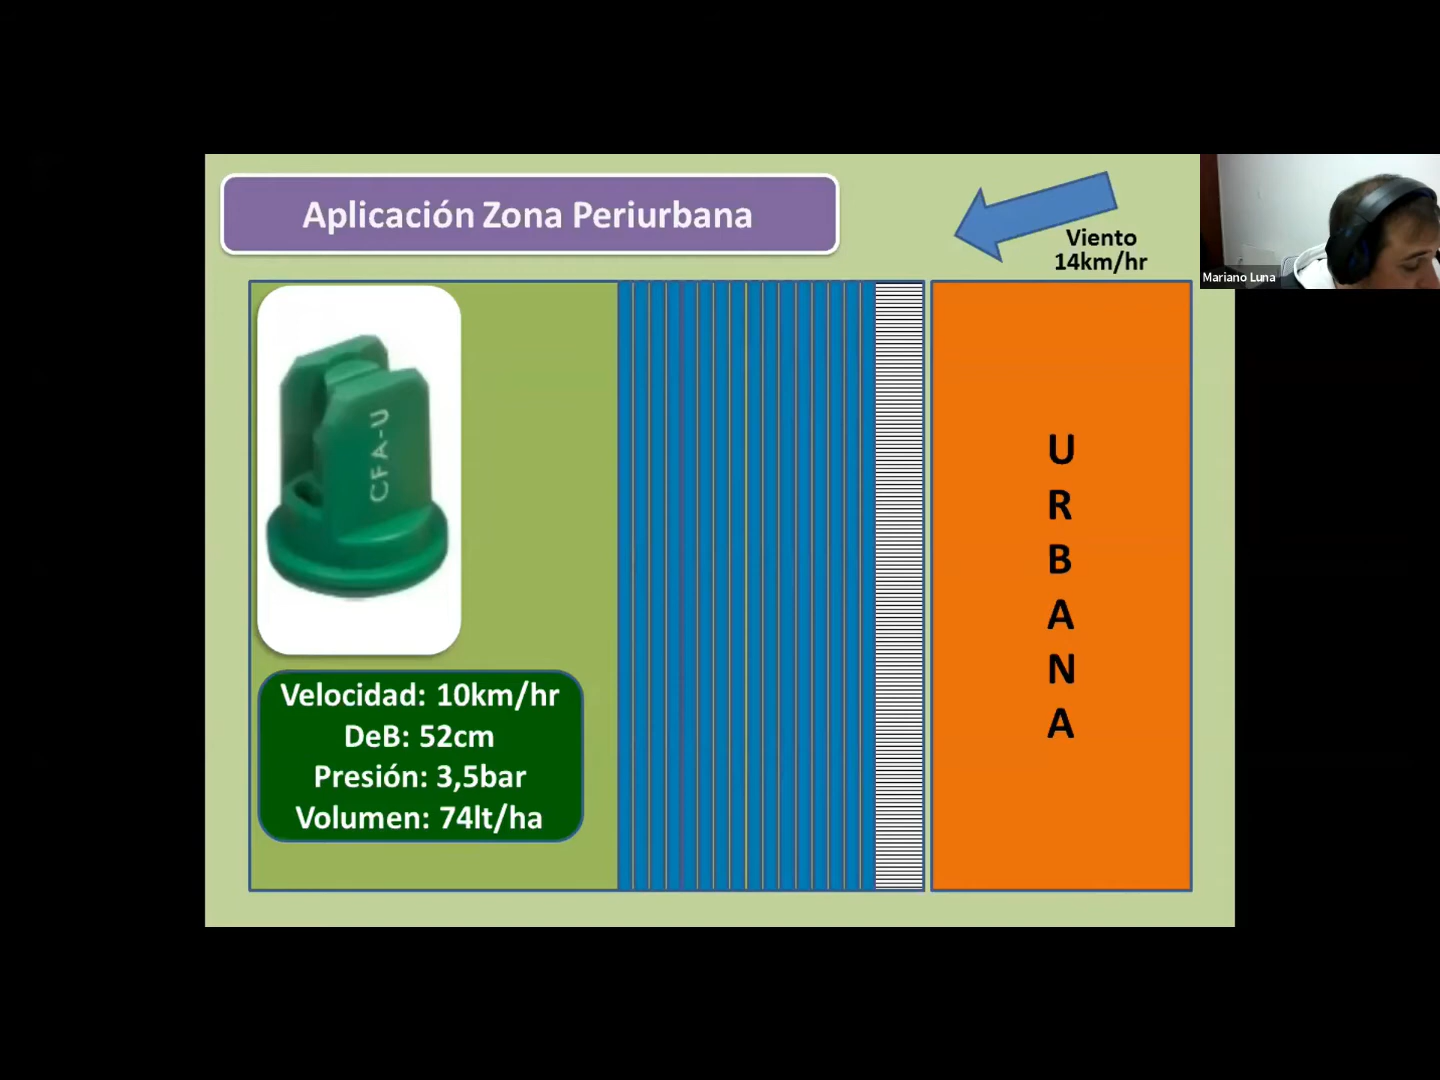 Aplicación Zona Periurbana
Viento
14km/hr
Mariano Luna
CFA-U
U
R
B
A
N
A
Velocidad: 10km/hr
DeB: 52cm
Presión: 3,5bar
Volumen: 74lt/ha